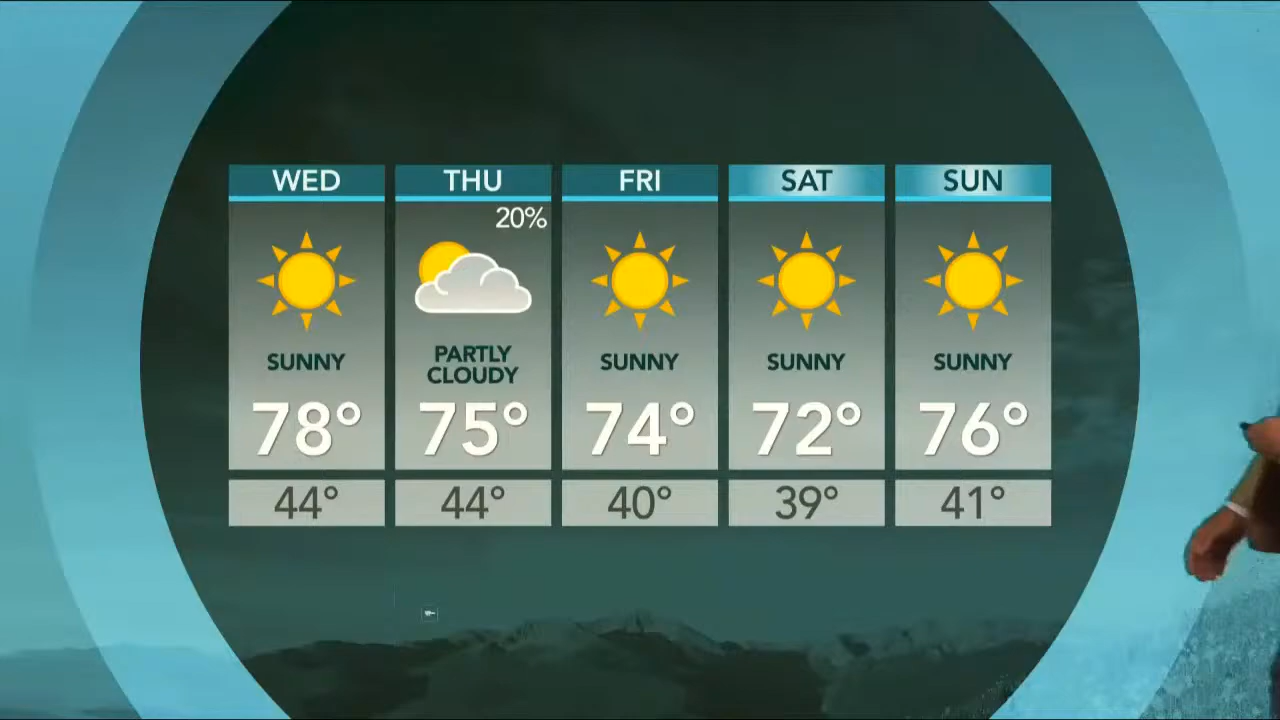 WED THU FRI SAT SUN
20%
SUNNY PARTLY CLOUDY SUNNY SUNNY SUNNY
78° 75° 74° 72° 76°
44° 44° 40° 39° 41°